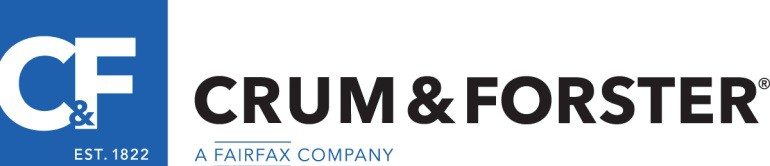 C&F
EST. 1822
CRUM & FORSTER®
A FAIRFAX COMPANY